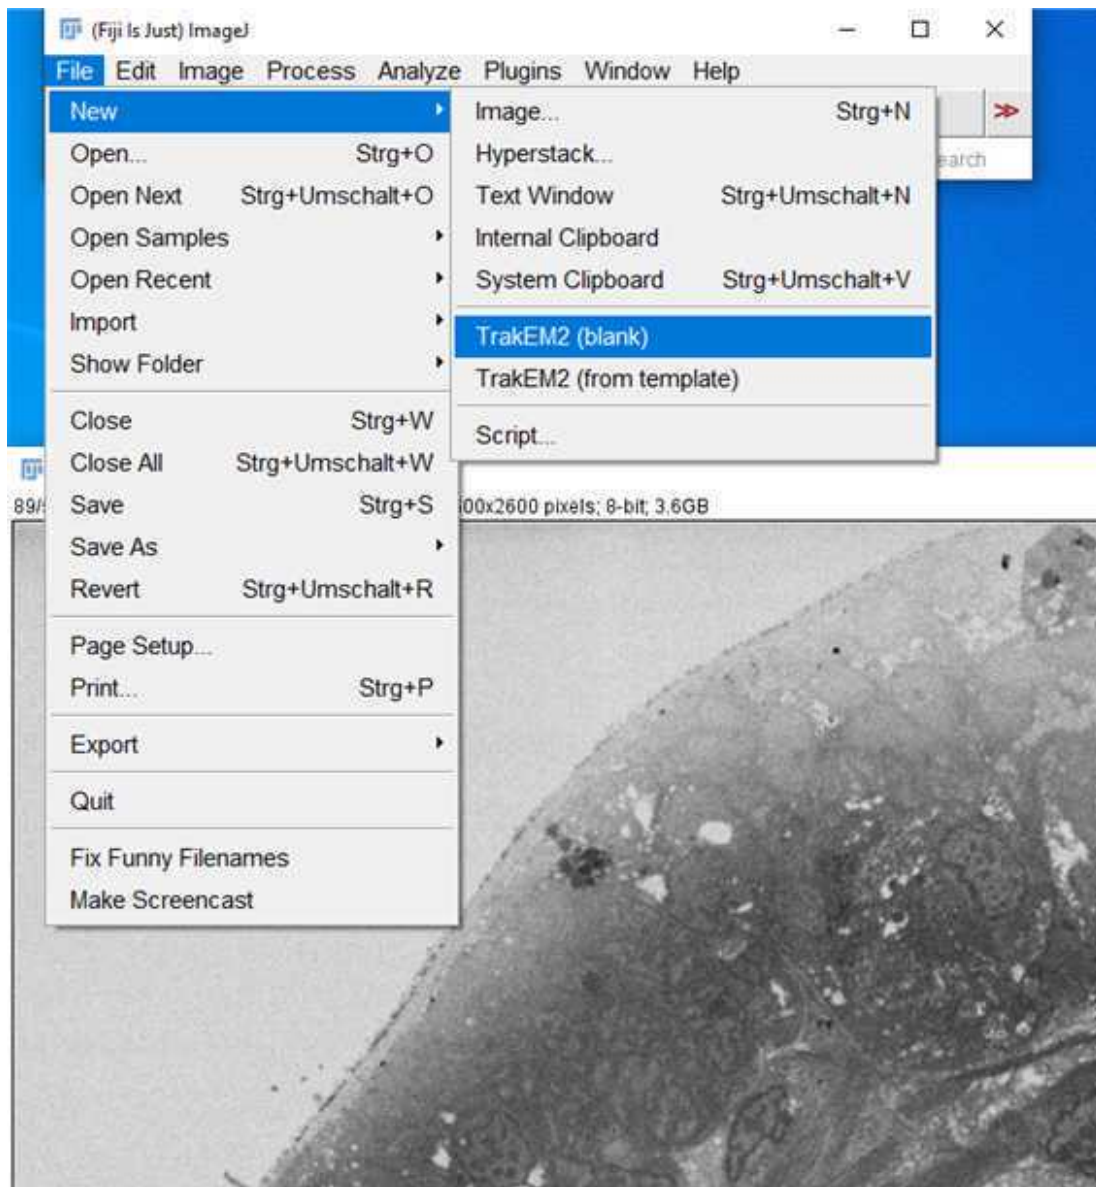 (Fiji Is Just) ImageJ
File Edit Image Process Analyze Plugins Window Help
New
Open... Strg+O
Open Next Strg+Umschalt+O
Open Samples
Open Recent
Import
Show Folder
Close Strg+W
Close All Strg+Umschalt+W
Save Strg+S
Save As
Revert Strg+Umschalt+R
Page Setup...
Print... Strg+P
Export
Quit
Fix Funny Filenames
Make Screencast
Image... Strg+N
Hyperstack...
Text Window Strg+Umschalt+N
Internal Clipboard
System Clipboard Strg+Umschalt+V
TrakEM2 (blank)
TrakEM2 (from template)
Script...
earch
89/ 00x2600 pixels; 8-bit; 3.6GB